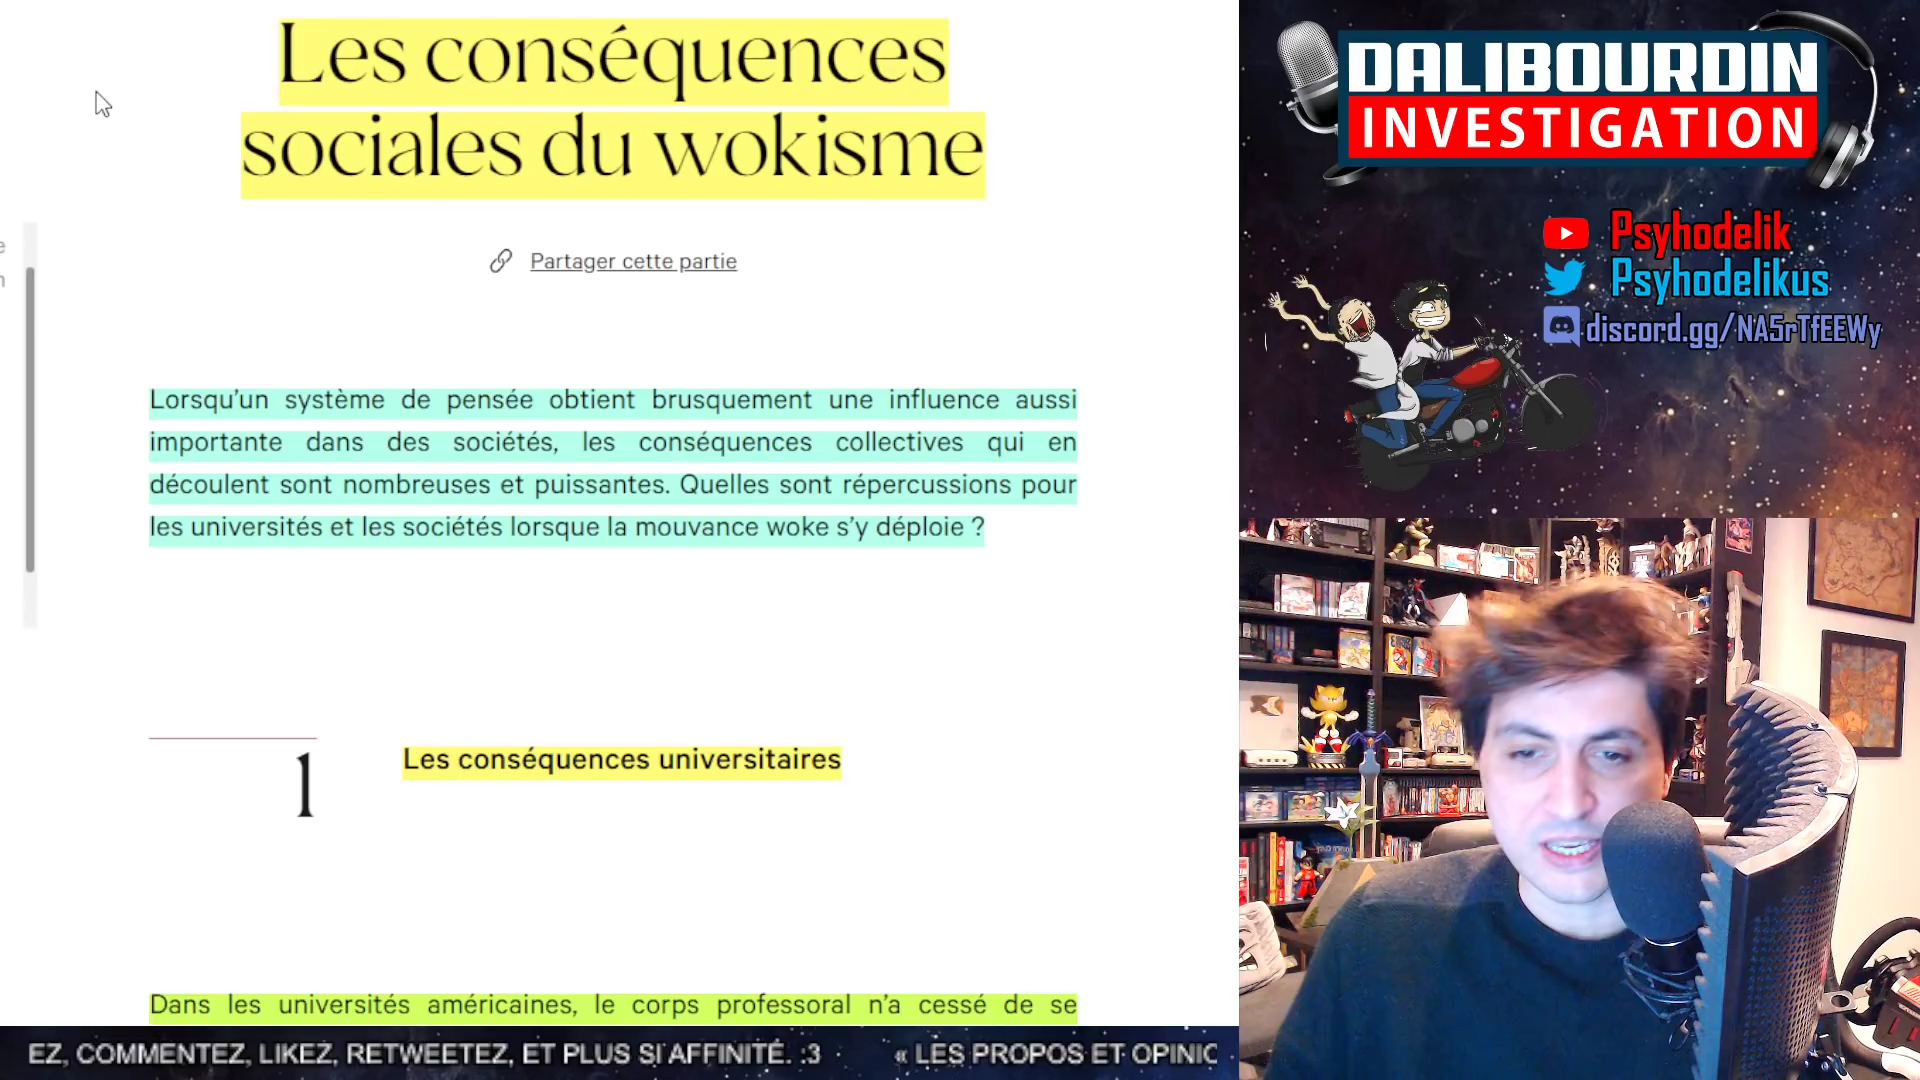 Les conséquences
sociales du wokisme
Partager cette partie
Lorsqu'un système de pensée obtient brusquement une influence aussi
importante dans des sociétés, les conséquences collectives qui en
découlent sont nombreuses et puissantes. Quelles sont répercussions pour
les universités et les sociétés lorsque la mouvance woke s'y déploie ?
1
Les conséquences universitaires
Dans les universités américaines, le corps professoral n'a cessé de se
EZ, COMMENTEZ, LIKEZ, RETWEETEZ, ET PLUS SI AFFINITÉ. :3
« LES PROPOS ET OPINIO
DALIBOURDIN
INVESTIGATION
Psyhodelik
Psyhodelikus
discord.gg/NA5rTfEEWy